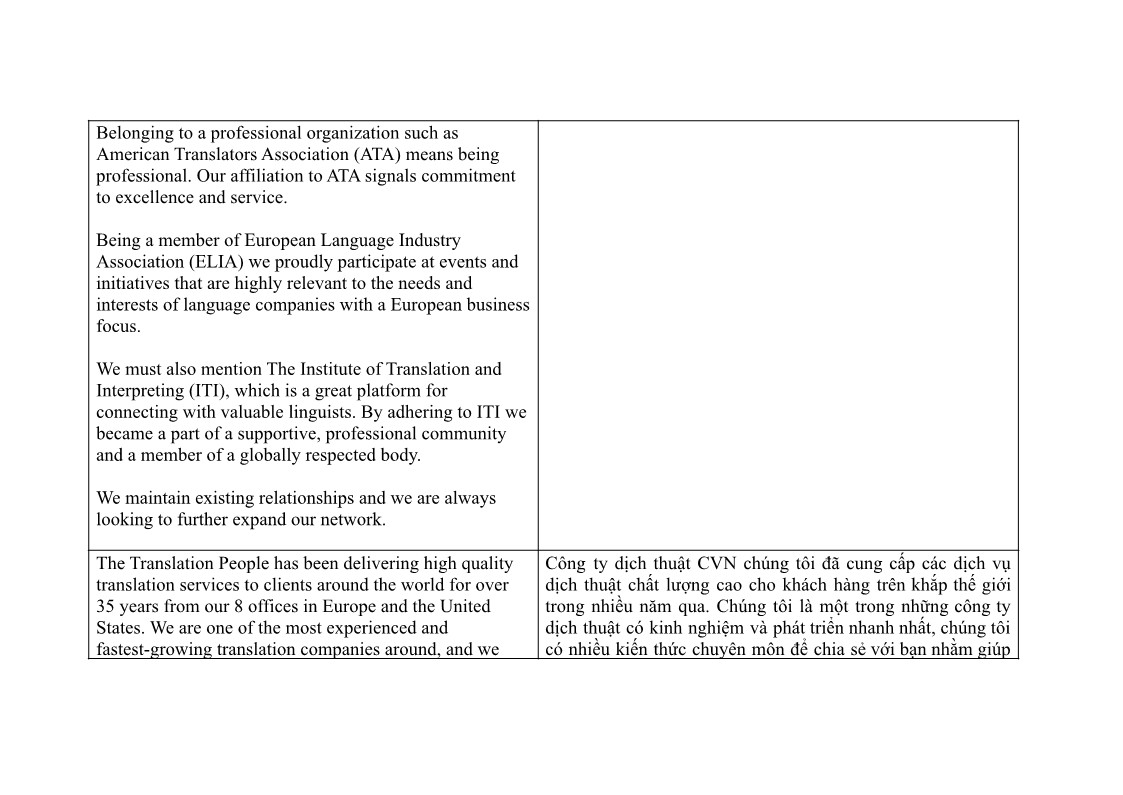 Belonging to a professional organization such as
American Translators Association (ATA) means being
professional. Our affiliation to ATA signals commitment
to excellence and service.
Being a member of European Language Industry
Association (ELIA) we proudly participate at events and
initiatives that are highly relevant to the needs and
interests of language companies with a European business
focus.
We must also mention The Institute of Translation and
Interpreting (ITI), which is a great platform for
connecting with valuable linguists. By adhering to ITI we
became a part of a supportive, professional community
and a member of a globally respected body.
We maintain existing relationships and we are always
looking to further expand our network.
The Translation People has been delivering high quality
translation services to clients around the world for over
35 years from our 8 offices in Europe and the United
States. We are one of the most experienced and
fastest-growing translation companies around, and we
Công ty dịch thuật CVN chúng tôi đã cung cấp các dịch vụ
dịch thuật chất lượng cao cho khách hàng trên khắp thế giới
trong nhiều năm qua. Chúng tôi là một trong những công ty
dịch thuật có kinh nghiệm và phát triển nhanh nhất, chúng tôi
có nhiều kiến thức chuyên môn để chia sẻ với bạn nhằm giúp